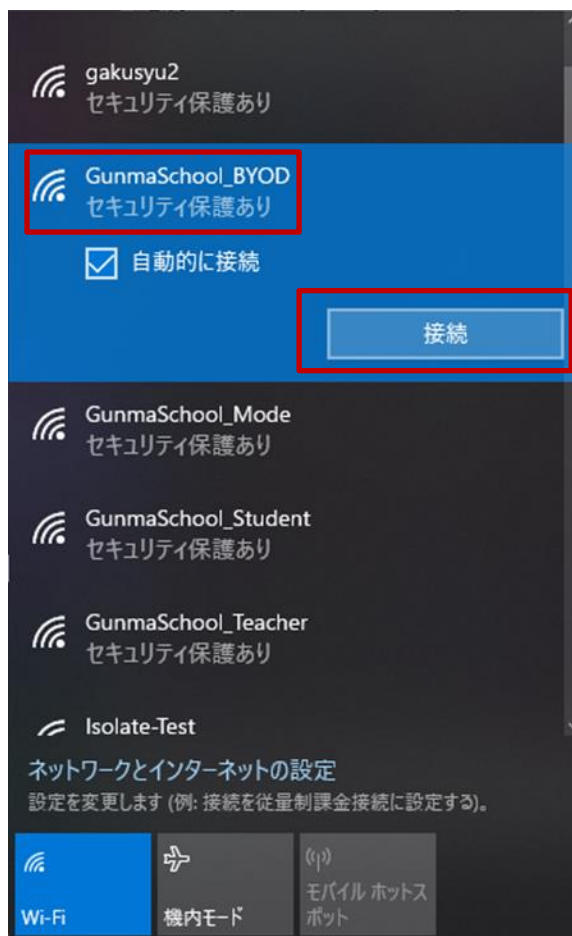 gakusyu2
セキュリティ保護あり
GunmaSchool_BYOD
セキュリティ保護あり
自動的に接続
接続
GunmaSchool_Mode
セキュリティ保護あり
GunmaSchool_Student
セキュリティ保護あり
GunmaSchool_Teacher
セキュリティ保護あり
Isolate-Test
ネットワークとインターネットの設定
設定を変更します (例: 接続を従量制課金接続に設定する)。
Wi-Fi
機内モード
モバイル ホットス
ポット